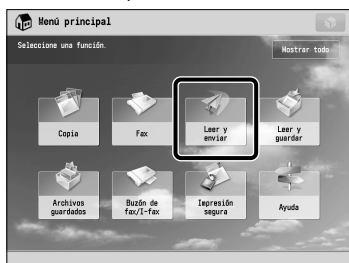 Menú principal
Seleccione una función.
Mostrar todo
Copia
Fax
Leer y
enviar
Leer y
guardar
Archivos
guardados
Buzón de
fax/I-fax
Impresión
segura
Ayuda